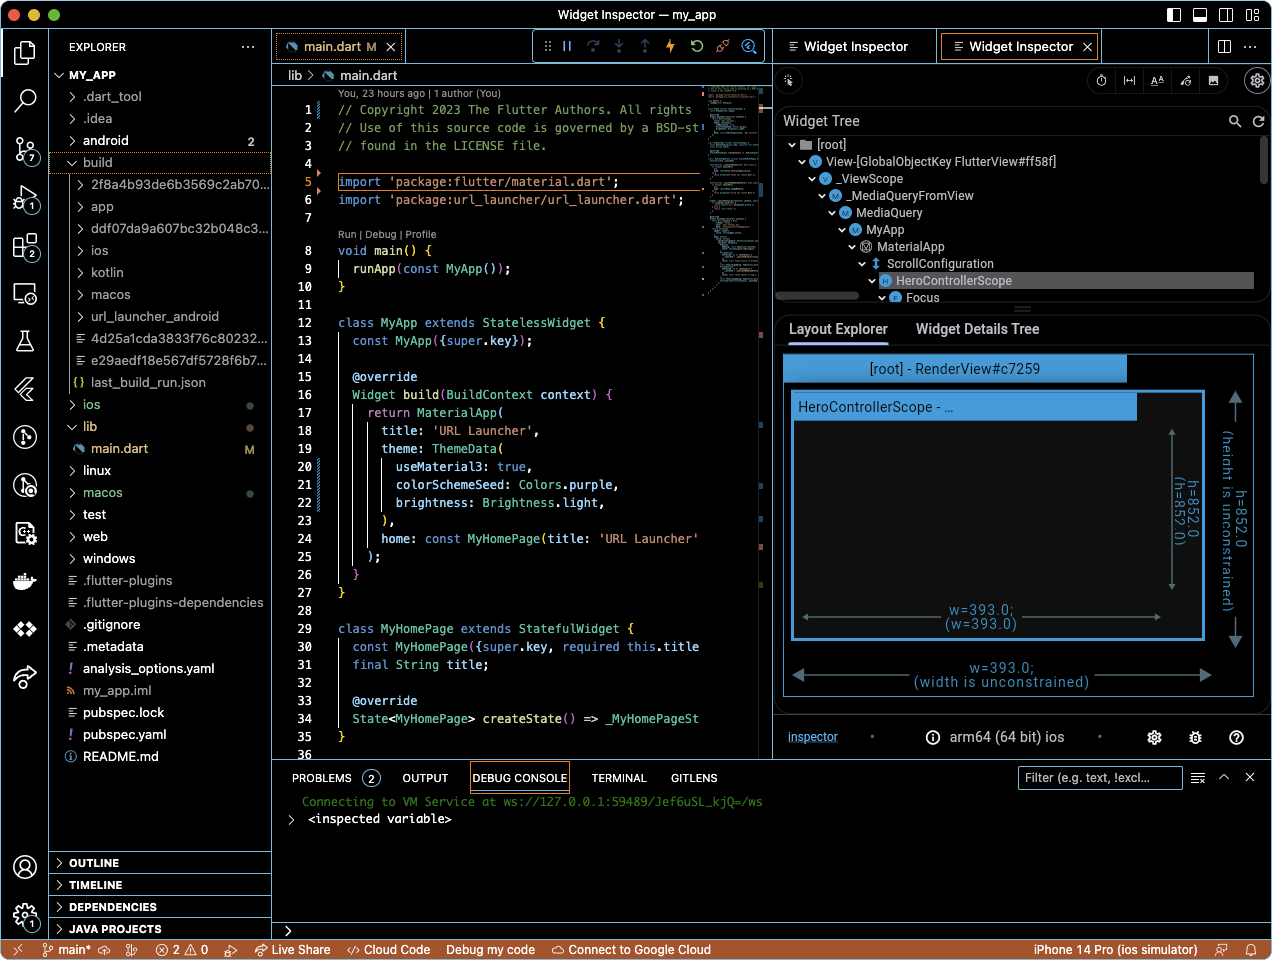 Widget Inspector — my_app
EXPLORER
MY_APP
.dart_tool
.idea
android 2
build
2f8a4b93de6b3569c2ab70...
app
ddf07da9a607bc32b048c3...
ios
kotlin
macos
url_launcher_android
4d25a1cda3833f76c80232...
e29aedf18e567df5728f6b7...
{} last_build_run.json
ios
lib
main.dart M
linux
macos
test
web
windows
.flutter-plugins
.flutter-plugins-dependencies
.gitignore
.metadata
! analysis_options.yaml
my_app.iml
pubspec.lock
! pubspec.yaml
README.md
OUTLINE
TIMELINE
DEPENDENCIES
JAVA PROJECTS
7
1
2
1
main.dart M
lib > main.dart
You, 23 hours ago | 1 author (You)
1 // Copyright 2023 The Flutter Authors. All rights
2 // Use of this source code is governed by a BSD-st
3 // found in the LICENSE file.
4
5 import 'package:flutter/material.dart';
6 import 'package:url_launcher/url_launcher.dart';
7
Run | Debug | Profile
8 void main() {
9 runApp(const MyApp());
10 }
11
12 class MyApp extends StatelessWidget {
13 const MyApp({super.key});
14
15 @override
16 Widget build(BuildContext context) {
17 return MaterialApp(
18 title: 'URL Launcher',
19 theme: ThemeData(
20 useMaterial3: true,
21 colorSchemeSeed: Colors.purple,
22 brightness: Brightness.light,
23 ),
24 home: const MyHomePage(title: 'URL Launcher'
25 );
26 }
27 }
28
29 class MyHomePage extends StatefulWidget {
30 const MyHomePage({super.key, required this.title
31 final String title;
32
33 @override
34 State<MyHomePage> createState() => _MyHomePageSt
35 }
36
Widget Inspector
Widget Inspector
Widget Tree
[root]
View-[GlobalObjectKey FlutterView#ff58f]
_ViewScope
_MediaQueryFromView
MediaQuery
MyApp
MaterialApp
ScrollConfiguration
HeroControllerScope
Focus
Layout Explorer Widget Details Tree
[root] - RenderView#c7259
HeroControllerScope - ...
h=852.0
(h=852.0)
h=852.0
(height is unconstrained)
w=393.0;
(w=393.0)
w=393.0;
(width is unconstrained)
inspector • arm64 (64 bit) ios •
PROBLEMS 2 OUTPUT DEBUG CONSOLE TERMINAL GITLENS Filter (e.g. text, !excl...
Connecting to VM Service at ws://127.0.0.1:59489/Jef6uSL_kjQ=/ws
> <inspected variable>
>
main* 2 0 Live Share Cloud Code Debug my code Connect to Google Cloud iPhone 14 Pro (ios simulator)